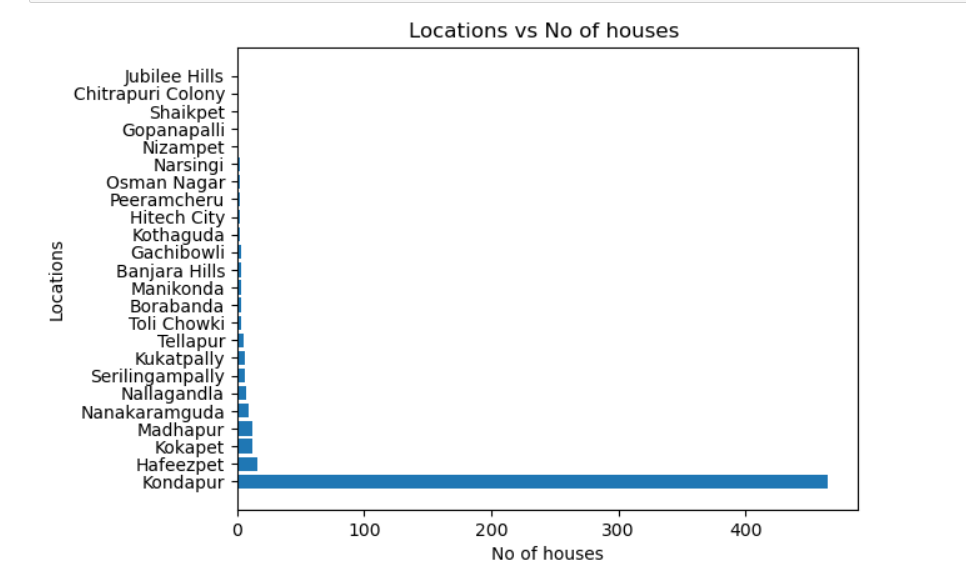 Locations vs No of houses
Jubilee Hills
Chitrapuri Colony
Shaikpet
Gopanapalli
Nizampet
Narsingi
Osman Nagar
Peeramcheru
Hitech City
Kothaguda
Gachibowli
Banjara Hills
Manikonda
Borabanda
Toli Chowki
Tellapur
Kukatpally
Serilingampally
Nallagandla
Nanakaramguda
Madhapur
Kokapet
Hafeezpet
Kondapur
Locations
0 100 200 300 400
No of houses